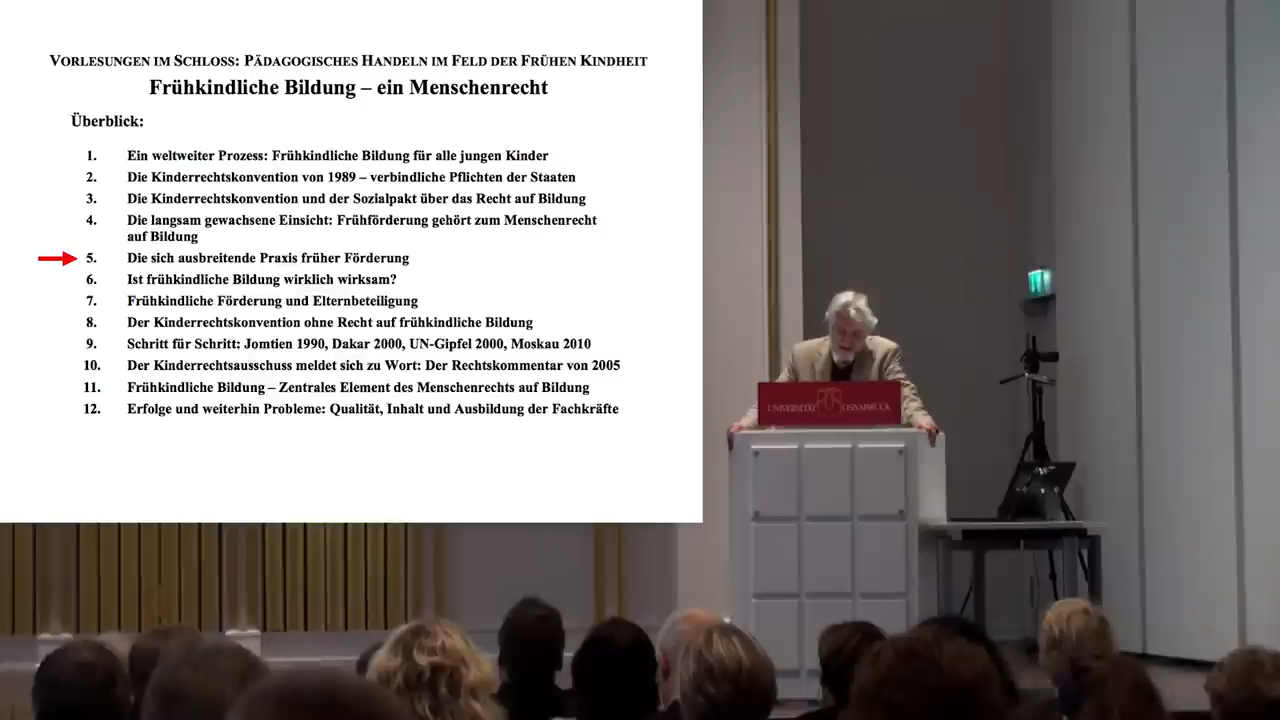 VORLESUNGEN IM SCHLOSS: PÄDAGOGISCHES HANDELN IM FELD DER FRÜHEN KINDHEIT
Frühkindliche Bildung – ein Menschenrecht
Überblick:
1. Ein weltweiter Prozess: Frühkindliche Bildung für alle jungen Kinder
2. Die Kinderrechtskonvention von 1989 – verbindliche Pflichten der Staaten
3. Die Kinderrechtskonvention und der Sozialpakt über das Recht auf Bildung
4. Die langsam gewachsene Einsicht: Frühförderung gehört zum Menschenrecht
auf Bildung
5. Die sich ausbreitende Praxis früher Förderung
6. Ist frühkindliche Bildung wirklich wirksam?
7. Frühkindliche Förderung und Elternbeteiligung
8. Der Kinderrechtskonvention ohne Recht auf frühkindliche Bildung
9. Schritt für Schritt: Jomtien 1990, Dakar 2000, UN-Gipfel 2000, Moskau 2010
10. Der Kinderrechtsausschuss meldet sich zu Wort: Der Rechtskommentar von 2005
11. Frühkindliche Bildung – Zentrales Element des Menschenrechts auf Bildung
12. Erfolge und weiterhin Probleme: Qualität, Inhalt und Ausbildung der Fachkräfte
UNIVERSITÄT OSNABRÜCK